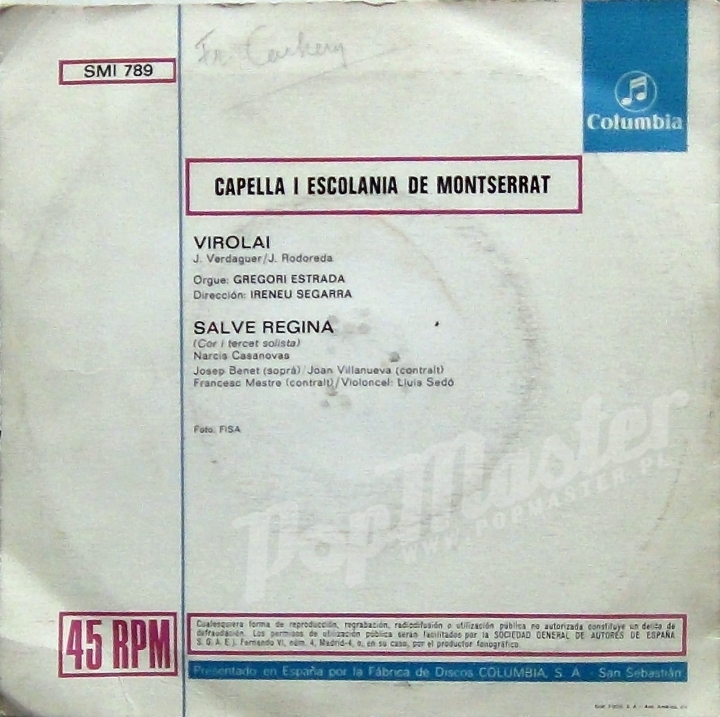 Fr.
SMI 789
Columbia
CAPELLA I ESCOLANIA DE MONTSERRAT
VIROLAI
J. Verdaguer/J. Rodoreda
Orgue: GREGORI ESTRADA
Dirección: IRENEU SEGARRA
SALVE REGINA
(Cor i tercet solista)
Narcis Casanovas
Josep Benet (soprà)/Joan Villanueva (contralt)
Francesc Mestre (contralt)/Violoncel: Lluis Sedó
Foto: FISA
PopMaster
WWW.POPMASTER.PL
45 RPM
Cualesquiera forma de reproducción, regrabación, radiodifusión o utilización pública no autorizada constituye un delito de
defraudación. Los permisos de utilización pública serán facilitados por la SOCIEDAD GENERAL DE AUTORES DE ESPAÑA
S. G. A. E.). Fernando VI, núm. 4, Madrid-4, o, en su caso, por el productor fonográfico.
Presentado en España por la Fábrica de Discos COLUMBIA, S. A. - San Sebastián